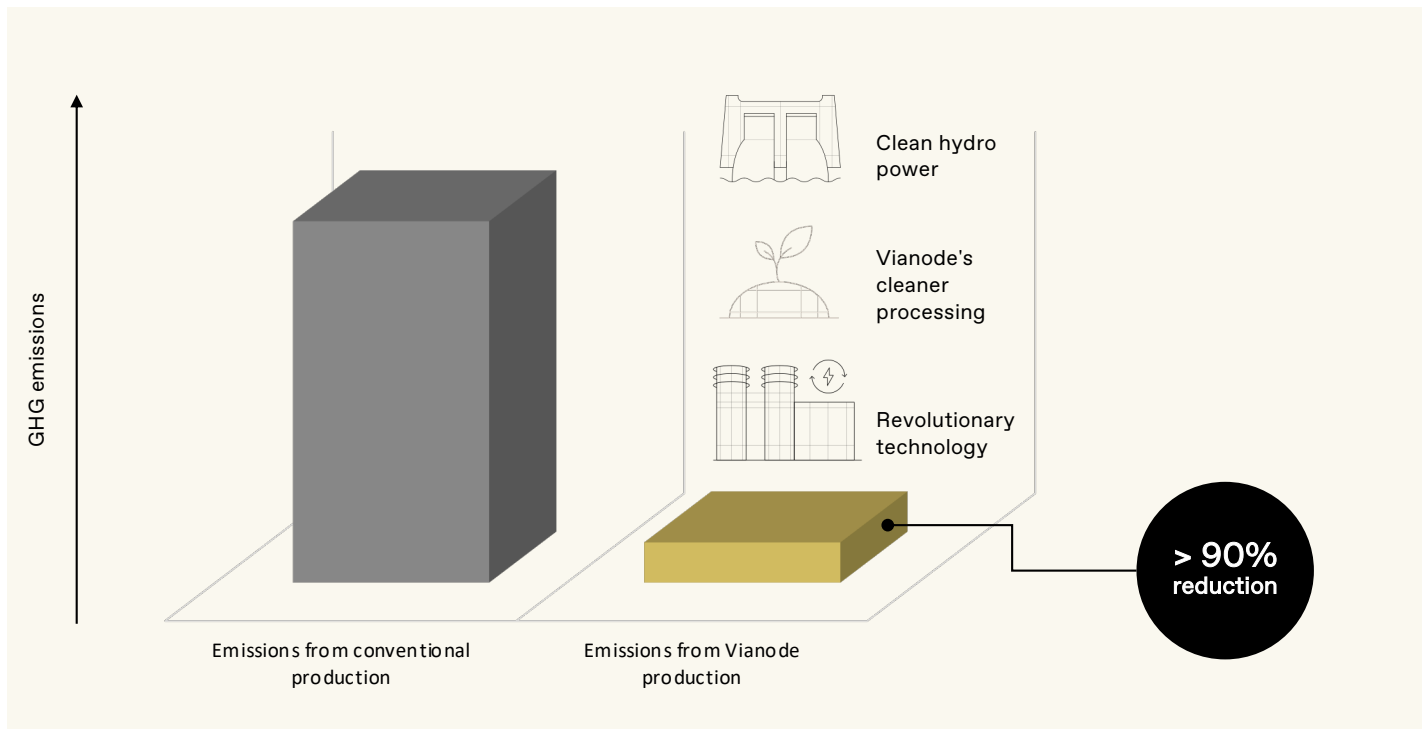 GHG emissions
Clean hydro
power
Vianode's
cleaner
processing
Revolutionary
technology
> 90%
reduction
Emissions from conventional
production
Emissions from Vianode
production